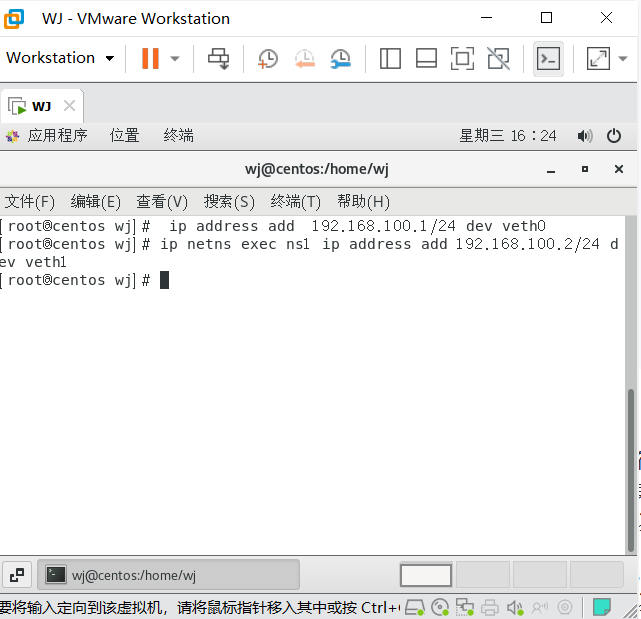 WJ - VMware Workstation
Workstation
WJ
应用程序 位置 终端 星期三 16：24
wj@centos:/home/wj
文件(F) 编辑(E) 查看(V) 搜索(S) 终端(T) 帮助(H)
[root@centos wj]#  ip address add  192.168.100.1/24 dev veth0
[root@centos wj]# ip netns exec ns1 ip address add 192.168.100.2/24 d
ev veth1
[root@centos wj]#
wj@centos:/home/wj
要将输入定向到该虚拟机，请将鼠标指针移入其中或按 Ctrl+